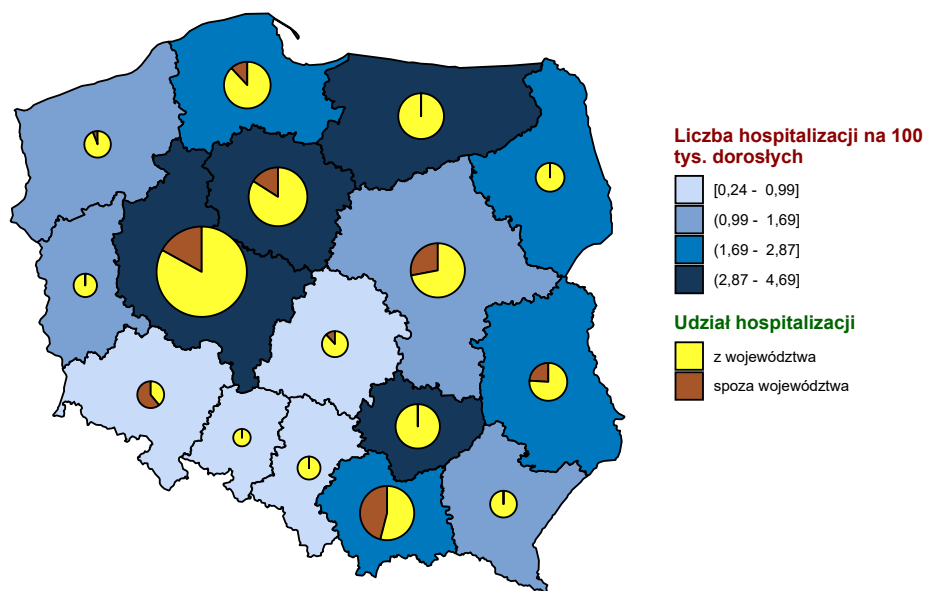 Liczba hospitalizacji na 100
tys. dorosłych
[0,24 - 0,99]
(0,99 - 1,69]
(1,69 - 2,87]
(2,87 - 4,69]
Udział hospitalizacji
z województwa
spoza województwa